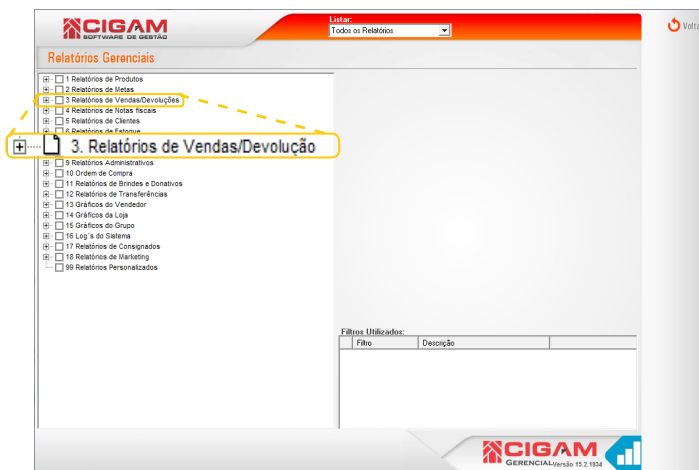 CIGAM
SOFTWARE DE GESTÃO
Listar:
Todos os Relatórios
Relatórios Gerenciais
1 Relatórios de Produtos
2 Relatórios de Metas
3 Relatórios de Vendas/Devoluções
4 Relatórios de Notas fiscais
5 Relatórios de Clientes
6 Relatórios de Estoque
3. Relatórios de Vendas/Devolução
9 Relatórios Administrativos
10 Ordem de Compra
11 Relatórios de Brindes e Donativos
12 Relatórios de Transferências
13 Gráficos do Vendedor
14 Gráficos da Loja
15 Gráficos do Grupo
16 Log´s do Sistema
17 Relatórios de Consignados
18 Relatórios de Marketing
99 Relatórios Personalizados
Filtros Utilizados:
Filtro Descrição
CIGAM
GERENCIAL Versão 15.2.1934